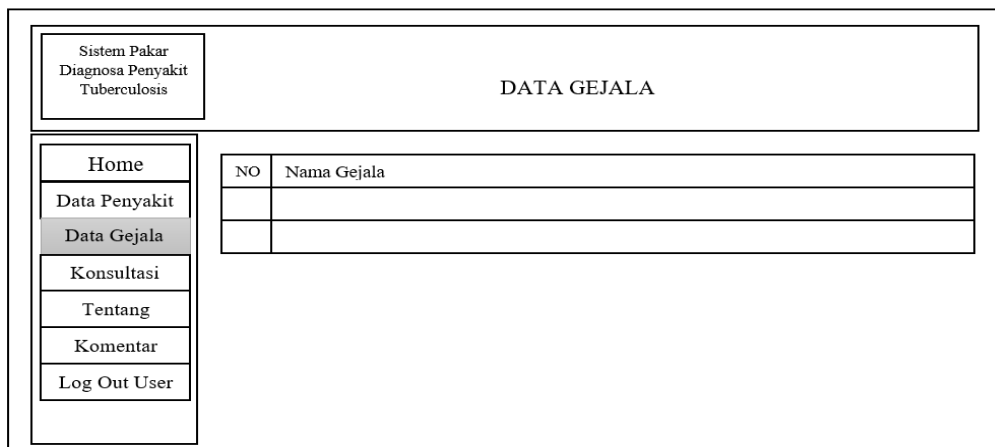 Sistem Pakar
Diagnosa Penyakit
Tuberculosis
DATA GEJALA
Home
Data Penyakit
Data Gejala
Konsultasi
Tentang
Komentar
Log Out User
NO Nama Gejala